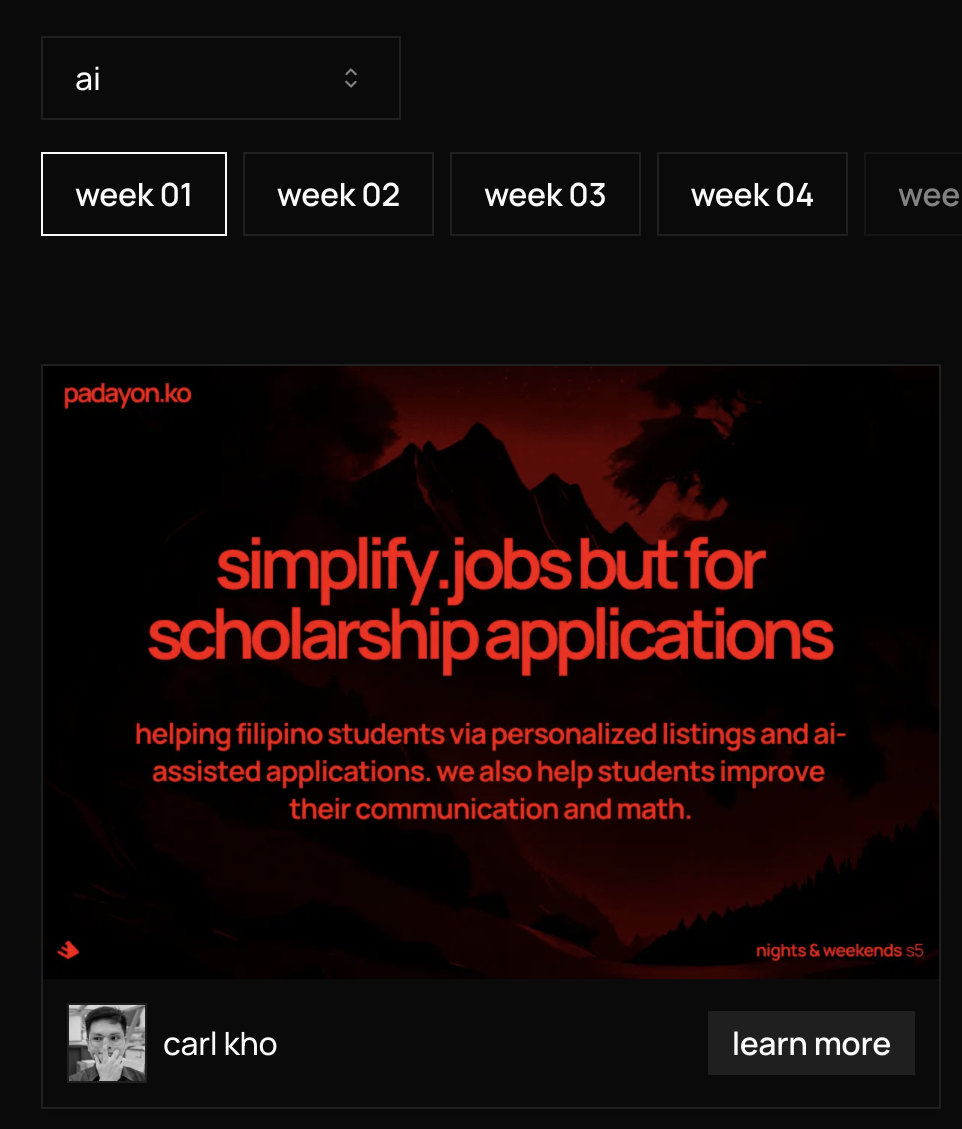 ai
week 01
week 02
week 03
week 04
wee
padayon.ko
simplify.jobs but for
scholarship applications
helping filipino students via personalized listings and ai-
assisted applications. we also help students improve
their communication and math.
nights & weekends s5
carl kho
learn more